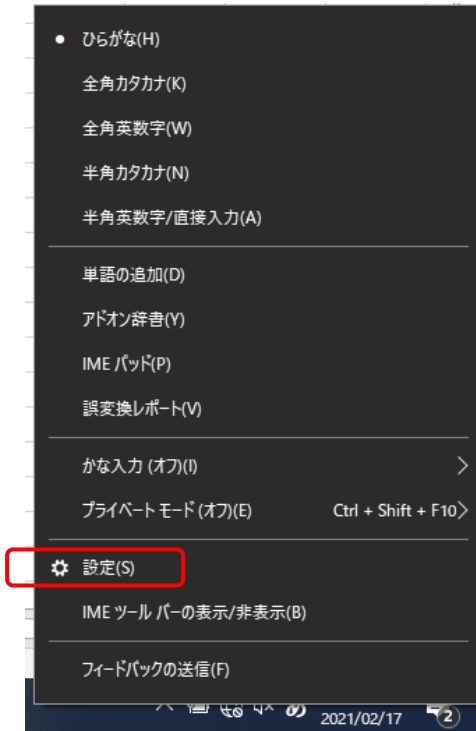 ひらがな(H)
全角カタカナ(K)
全角英数字(W)
半角カタカナ(N)
半角英数字/直接入力(A)
単語の追加(D)
アドオン辞書(Y)
IME パッド(P)
誤変換レポート(V)
かな入力 (オフ)(I)
プライベート モード (オフ)(E) Ctrl + Shift + F10
設定(S)
IME ツール バーの表示/非表示(B)
フィードバックの送信(F)
2021/02/17 2